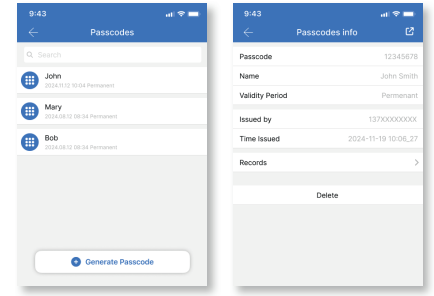 9:43
Passcodes
Search
John
2024.11.12 10:04 Permanent
Mary
2024.08.12 09:34 Permanent
Bob
2024.08.12 09:34 Permanent
Generate Passcode
9:43
Passcodes info
Passcode 12345678
Name John Smith
Validity Period Permenant
Issued by 137XXXXXXXX
Time Issued 2024-11-19 10:06_27
Records
Delete